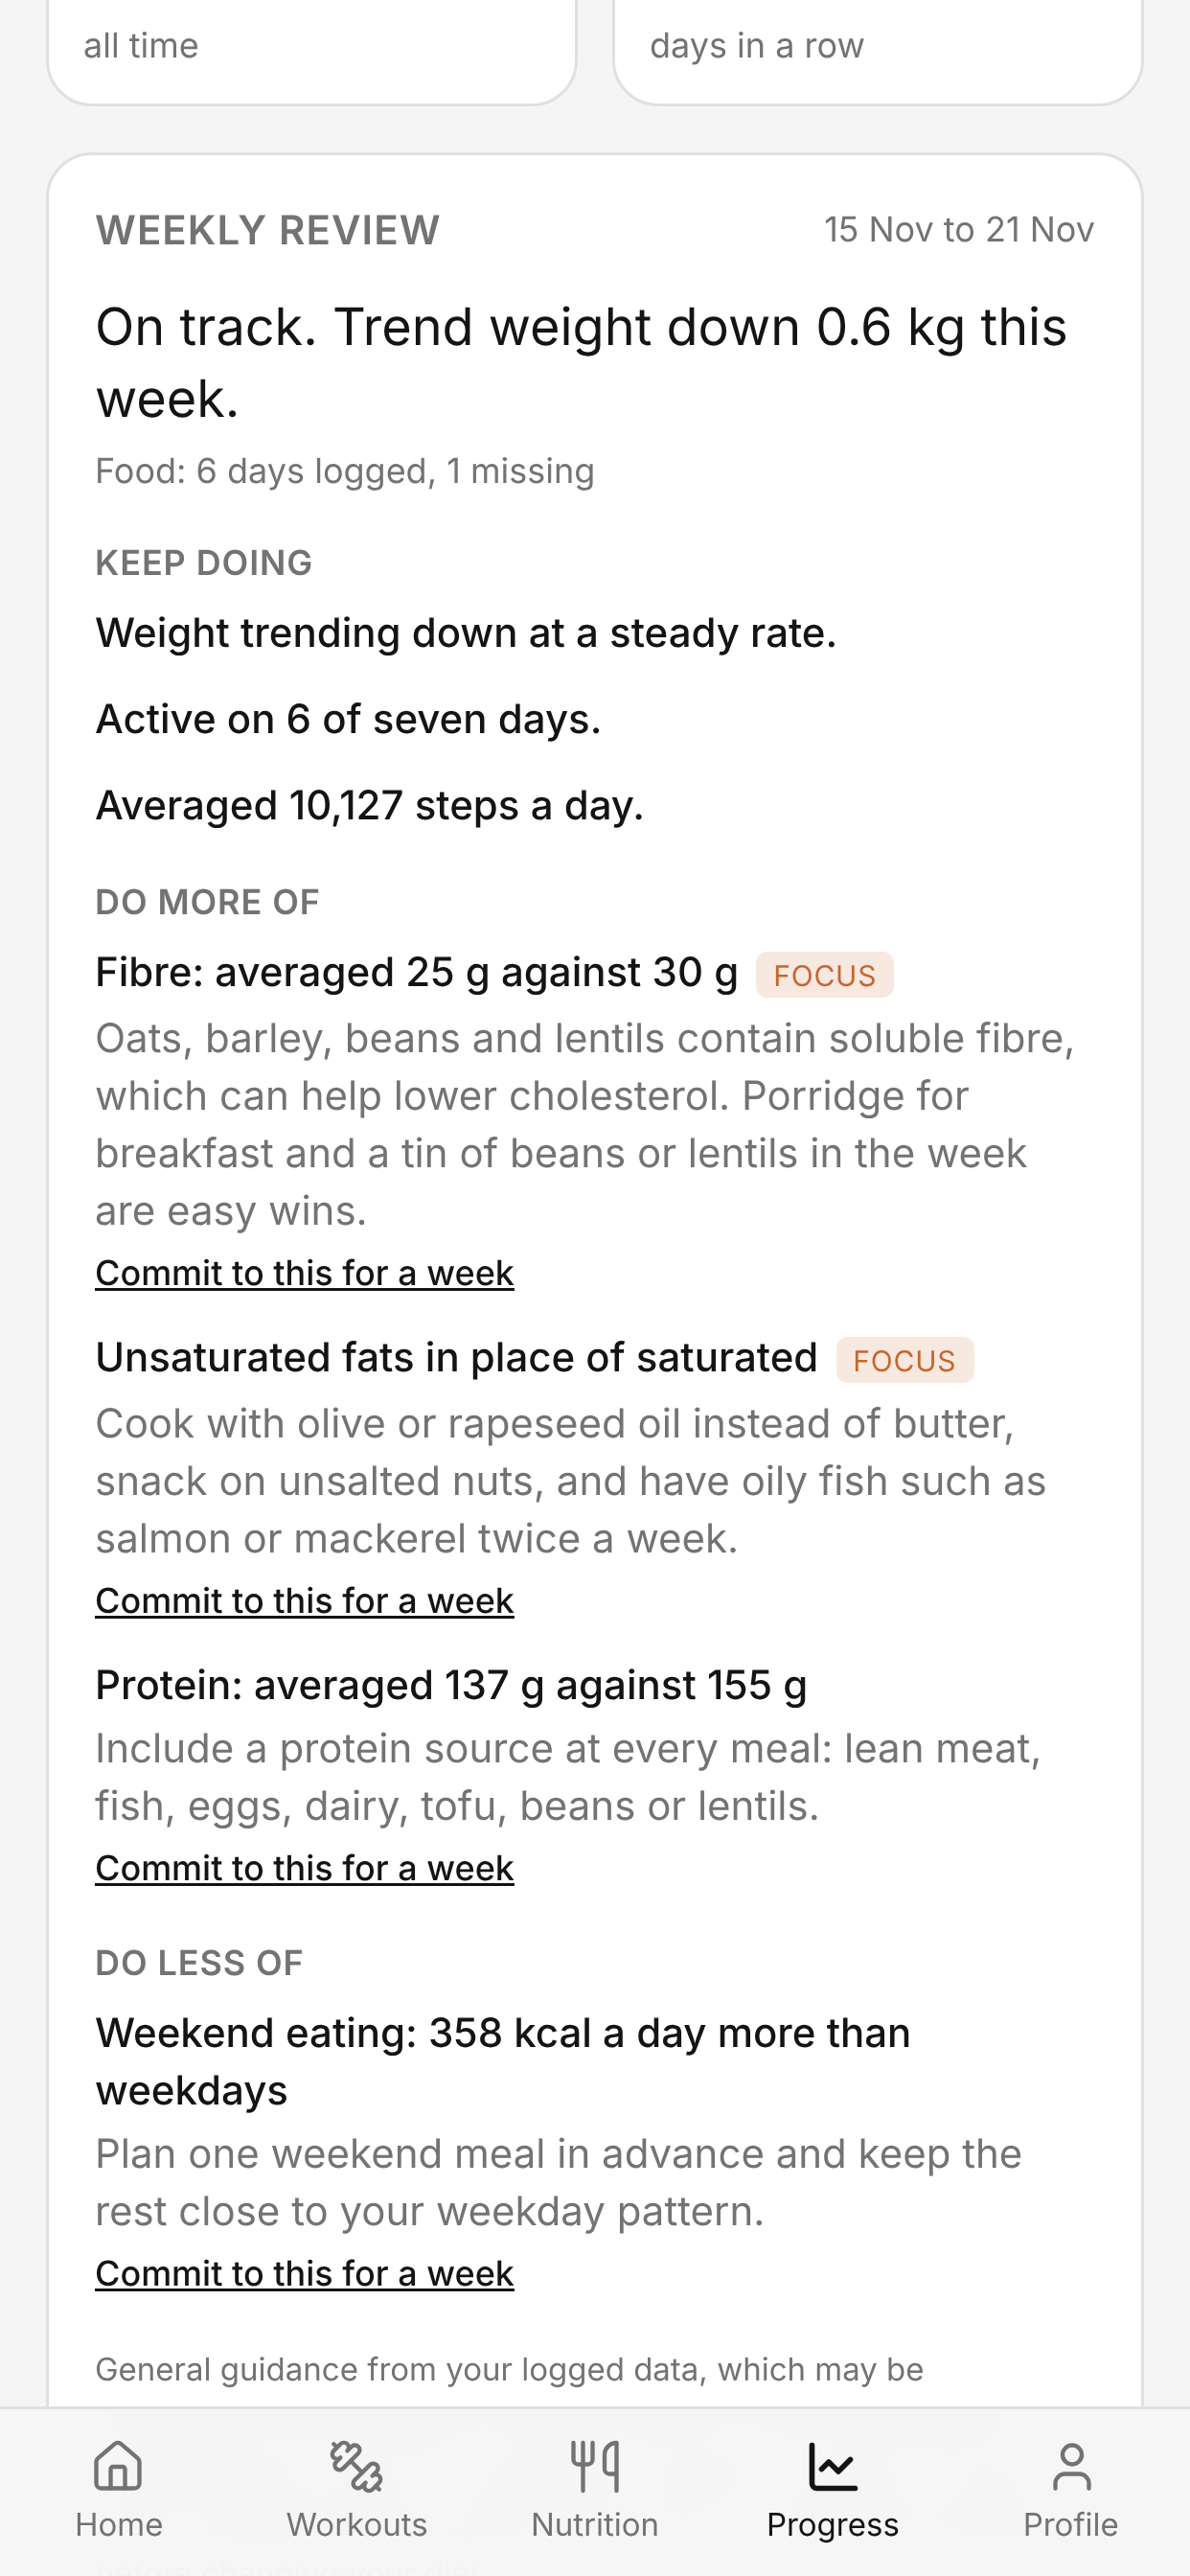 all time
days in a row
WEEKLY REVIEW
15 Nov to 21 Nov
On track. Trend weight down 0.6 kg this
week.
Food: 6 days logged, 1 missing
KEEP DOING
Weight trending down at a steady rate.
Active on 6 of seven days.
Averaged 10,127 steps a day.
DO MORE OF
Fibre: averaged 25 g against 30 g FOCUS
Oats, barley, beans and lentils contain soluble fibre,
which can help lower cholesterol. Porridge for
breakfast and a tin of beans or lentils in the week
are easy wins.
Commit to this for a week
Unsaturated fats in place of saturated FOCUS
Cook with olive or rapeseed oil instead of butter,
snack on unsalted nuts, and have oily fish such as
salmon or mackerel twice a week.
Commit to this for a week
Protein: averaged 137 g against 155 g
Include a protein source at every meal: lean meat,
fish, eggs, dairy, tofu, beans or lentils.
Commit to this for a week
DO LESS OF
Weekend eating: 358 kcal a day more than
weekdays
Plan one weekend meal in advance and keep the
rest close to your weekday pattern.
Commit to this for a week
General guidance from your logged data, which may be
Home
Workouts
Nutrition
Progress
Profile
before changing your diet